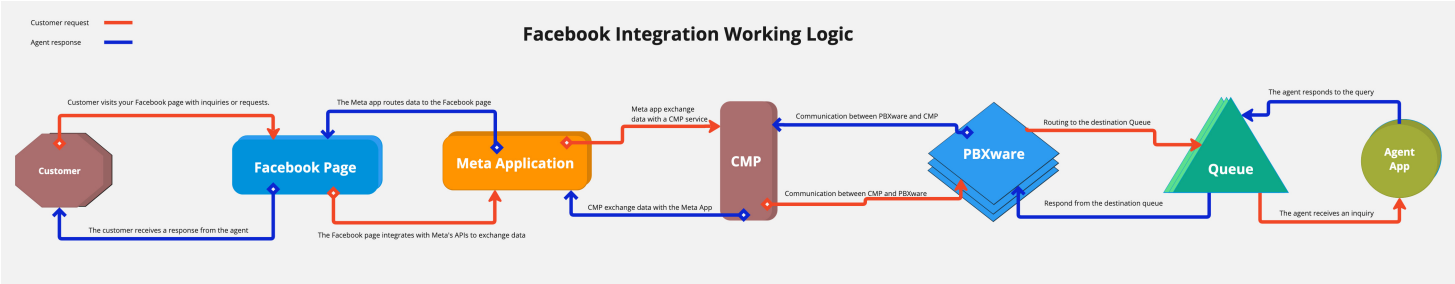 Customer request
Agent response
Facebook Integration Working Logic
Customer visits your Facebook page with inquiries or requests.
The Meta app routes data to the Facebook page
Meta app exchange
data with a CMP service
Communication between PBXware and CMP
Routing to the destination Queue
The agent responds to the query
Customer
Facebook Page
Meta Application
CMP
PBXware
Queue
Agent
App
The customer receives a response from the agent
The Facebook page integrates with Meta's APIs to exchange data
CMP exchange data with the Meta App
Communication between CMP and PBXware
Respond from the destination queue
The agent receives an inquiry